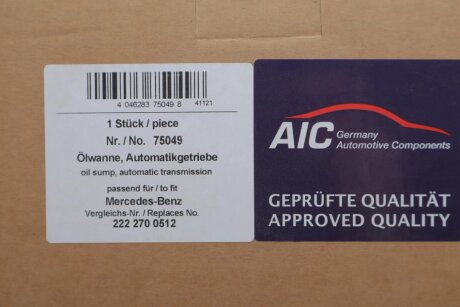 4 046283 75049 8 41121
1 Stück / piece
Nr. / No. 75049
Ölwanne, Automatikgetriebe
oil sump, automatic transmission
passend für / to fit
Mercedes-Benz
Vergleichs-Nr. / Replaces No.
222 270 0512
AIC Germany
Automotive Components
GEPRÜFTE QUALITÄT
APPROVED QUALITY